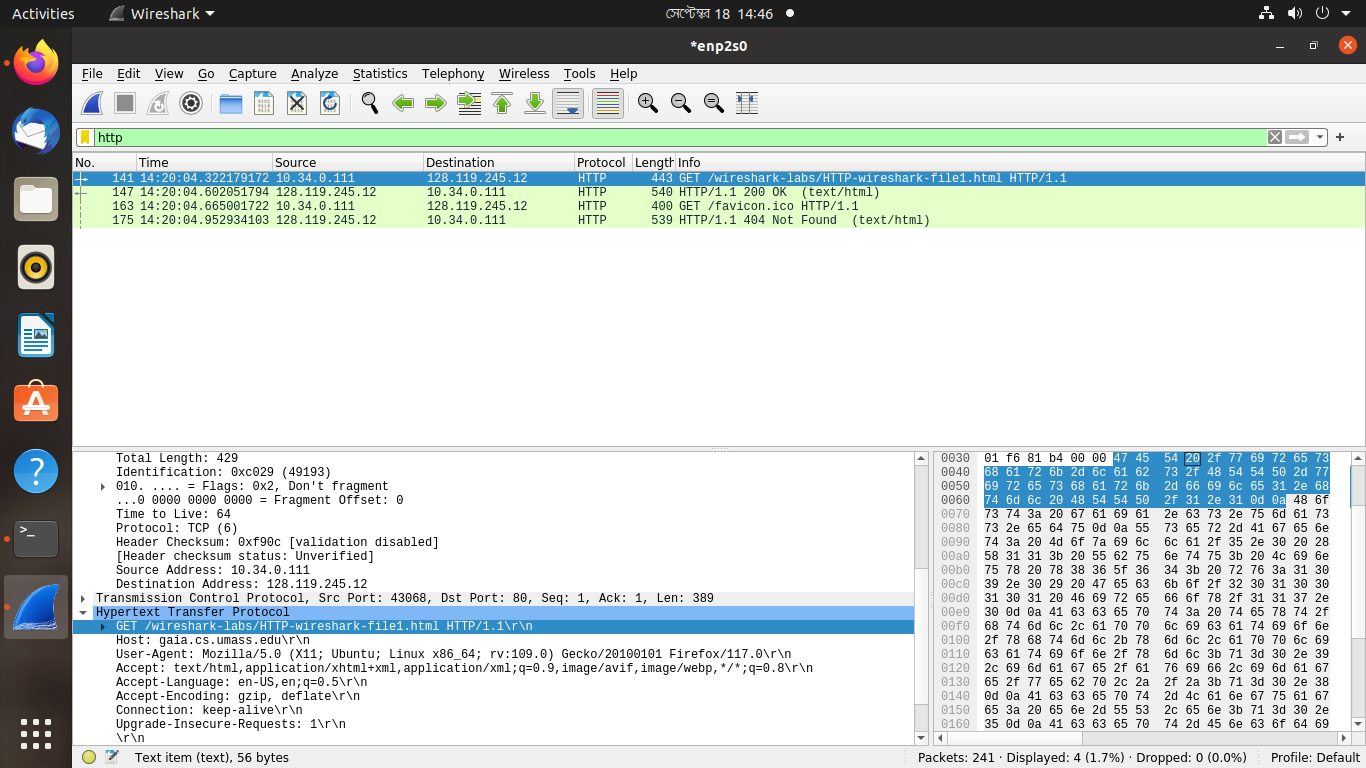 Activities Wireshark সেপ্টেম্বর 18 14:46
*enp2s0
File Edit View Go Capture Analyze Statistics Telephony Wireless Tools Help
http
No. Time Source Destination Protocol Length Info
141 14:20:04.322179172 10.34.0.111 128.119.245.12 HTTP 443 GET /wireshark-labs/HTTP-wireshark-file1.html HTTP/1.1
147 14:20:04.602051794 128.119.245.12 10.34.0.111 HTTP 540 HTTP/1.1 200 OK (text/html)
163 14:20:04.665001722 10.34.0.111 128.119.245.12 HTTP 400 GET /favicon.ico HTTP/1.1
175 14:20:04.952934103 128.119.245.12 10.34.0.111 HTTP 539 HTTP/1.1 404 Not Found (text/html)
Total Length: 429
Identification: 0xc029 (49193)
010. .... = Flags: 0x2, Don't fragment
...0 0000 0000 0000 = Fragment Offset: 0
Time to Live: 64
Protocol: TCP (6)
Header Checksum: 0xf90c [validation disabled]
[Header checksum status: Unverified]
Source Address: 10.34.0.111
Destination Address: 128.119.245.12
Transmission Control Protocol, Src Port: 43068, Dst Port: 80, Seq: 1, Ack: 1, Len: 389
Hypertext Transfer Protocol
GET /wireshark-labs/HTTP-wireshark-file1.html HTTP/1.1\r\n
Host: gaia.cs.umass.edu\r\n
User-Agent: Mozilla/5.0 (X11; Ubuntu; Linux x86_64; rv:109.0) Gecko/20100101 Firefox/117.0\r\n
Accept: text/html,application/xhtml+xml,application/xml;q=0.9,image/avif,image/webp,*/*;q=0.8\r\n
Accept-Language: en-US,en;q=0.5\r\n
Accept-Encoding: gzip, deflate\r\n
Connection: keep-alive\r\n
Upgrade-Insecure-Requests: 1\r\n
\r\n
0030 01 f6 81 b4 00 00 47 45 54 20 2f 77 69 72 65 73
0040 68 61 72 6b 2d 6c 61 62 73 2f 48 54 54 50 2d 77
0050 69 72 65 73 68 61 72 6b 2d 66 69 6c 65 31 2e 68
0060 74 6d 6c 20 48 54 54 50 2f 31 2e 31 0d 0a 48 6f
0070 73 74 3a 20 67 61 69 61 2e 63 73 2e 75 6d 61 73
0080 73 2e 65 64 75 0d 0a 55 73 65 72 2d 41 67 65 6e
0090 74 3a 20 4d 6f 7a 69 6c 6c 61 2f 35 2e 30 20 28
00a0 58 31 31 3b 20 55 62 75 6e 74 75 3b 20 4c 69 6e
00b0 75 78 20 78 38 36 5f 36 34 3b 20 72 76 3a 31 30
00c0 39 2e 30 29 20 47 65 63 6b 6f 2f 32 30 31 30 30
00d0 31 30 31 20 46 69 72 65 66 6f 78 2f 31 31 37 2e
00e0 30 0d 0a 41 63 63 65 70 74 3a 20 74 65 78 74 2f
00f0 68 74 6d 6c 2c 61 70 70 6c 69 63 61 74 69 6f 6e
0100 2f 78 68 74 6d 6c 2b 78 6d 6c 2c 61 70 70 6c 69
0110 63 61 74 69 6f 6e 2f 78 6d 6c 3b 71 3d 30 2e 39
0120 2c 69 6d 61 67 65 2f 61 76 69 66 2c 69 6d 61 67
0130 65 2f 77 65 62 70 2c 2a 2f 2a 3b 71 3d 30 2e 38
0140 0d 0a 41 63 63 65 70 74 2d 4c 61 6e 67 75 61 67
0150 65 3a 20 65 6e 2d 55 53 2c 65 6e 3b 71 3d 30 2e
0160 35 0d 0a 41 63 63 65 70 74 2d 45 6e 63 6f 64 69
Text item (text), 56 bytes
Packets: 241 · Displayed: 4 (1.7%) · Dropped: 0 (0.0%) Profile: Default